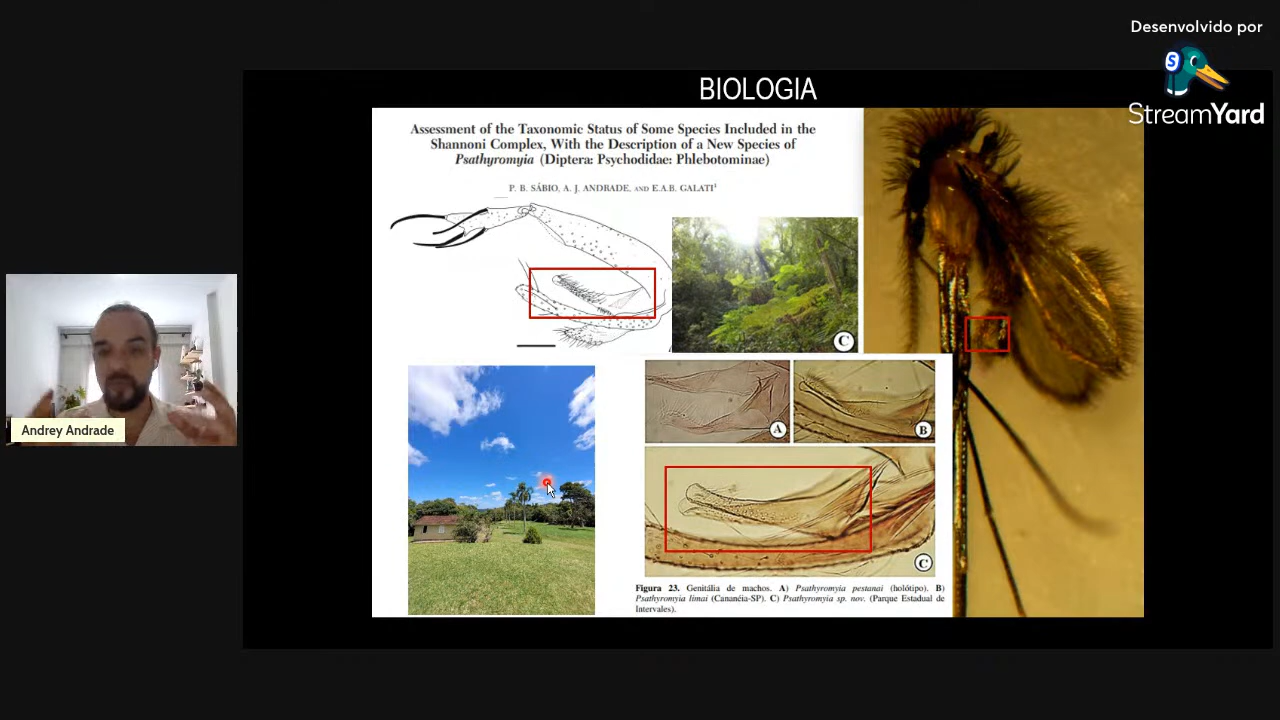 Desenvolvido por
StreamYard
BIOLOGIA
Assessment of the Taxonomic Status of Some Species Included in the
Shannoni Complex, With the Description of a New Species of
Psathyromyia (Diptera: Psychodidae: Phlebotominae)
P. B. SÁBIO, A. J. ANDRADE, AND E.A.B. GALATI¹
C
A
B
C
Figura 23. Genitália de machos. A) Psathyromyia pestanai (holótipo). B)
Psathyromyia limai (Cananéia-SP). C) Psathyromyia sp. nov. (Parque Estadual de
Intervales).
Andrey Andrade